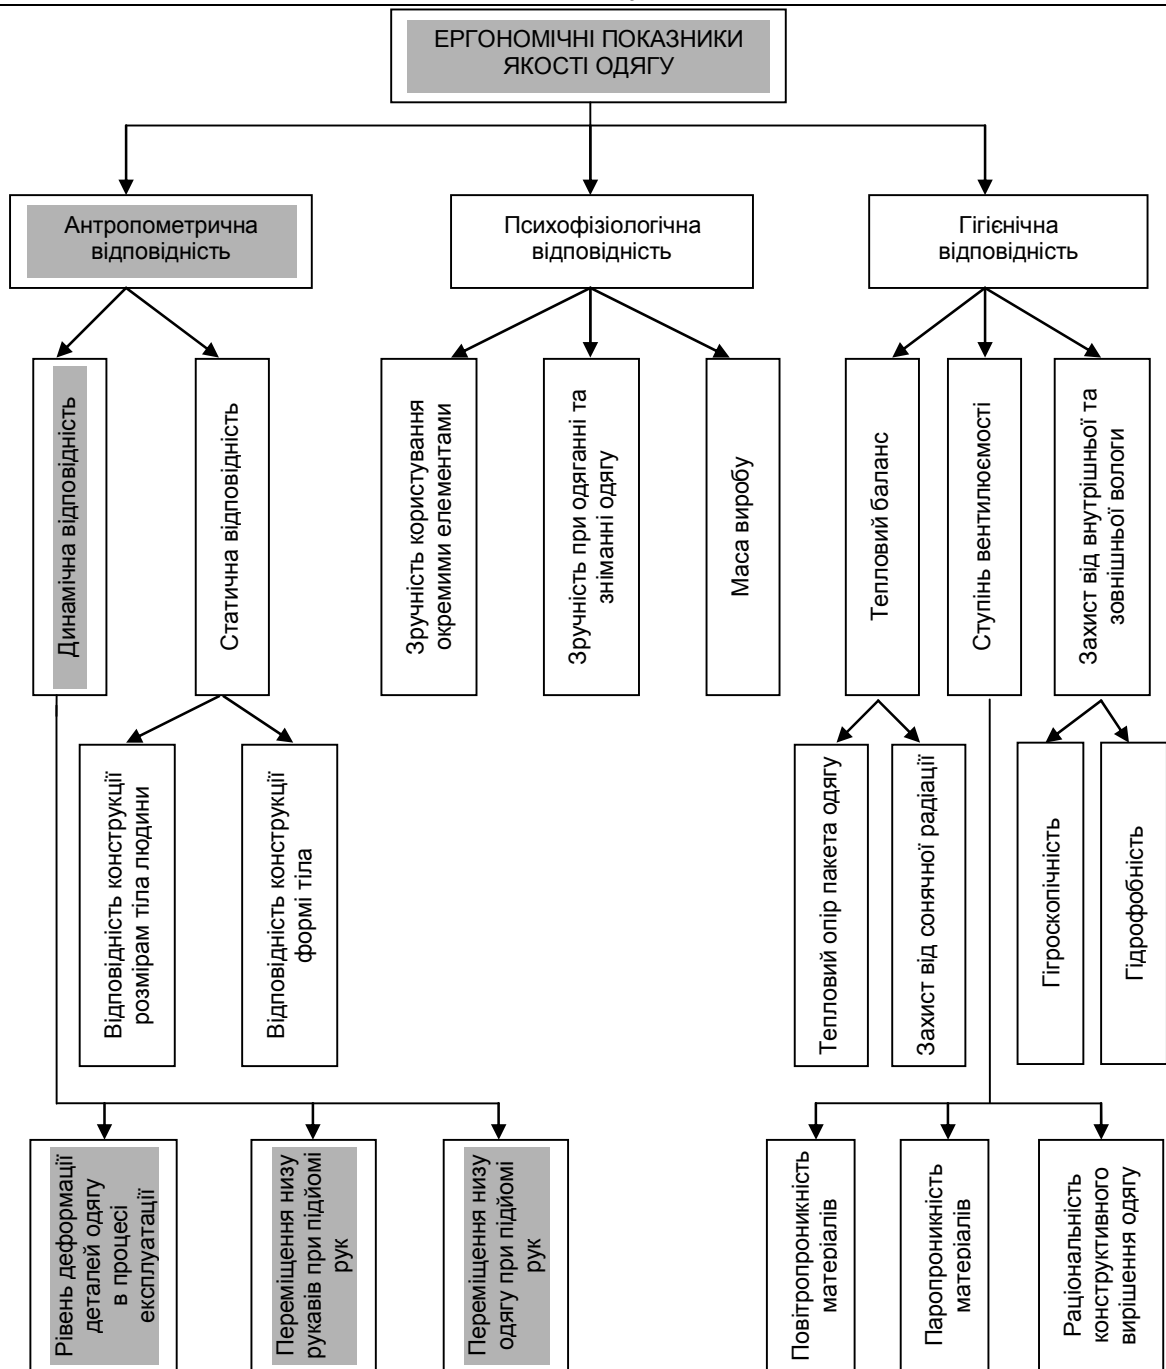 ЕРГОНОМІЧНІ ПОКАЗНИКИ
ЯКОСТІ ОДЯГУ
Антропометрична
відповідність
Психофізіологічна
відповідність
Гігієнічна
відповідність
Динамічна відповідність
Статична відповідність
Зручність користування
окремими елементами
Зручність при одяганні та
зніманні одягу
Маса виробу
Тепловий баланс
Ступінь вентилюємості
Захист від внутрішньої та
зовнішньої вологи
Відповідність конструкції
розмірам тіла людини
Відповідність конструкції
формі тіла
Тепловий опір пакета одягу
Захист від сонячної радіації
Гігроскопічність
Гідрофобність
Рівень деформації
деталей одягу
в процесі
експлуатації
Переміщення низу
рукавів при підйомі
рук
Переміщення низу
одягу при підйомі
рук
Повітропроникність
матеріалів
Паропроникність
матеріалів
Раціональність
конструктивного
вирішення одягу